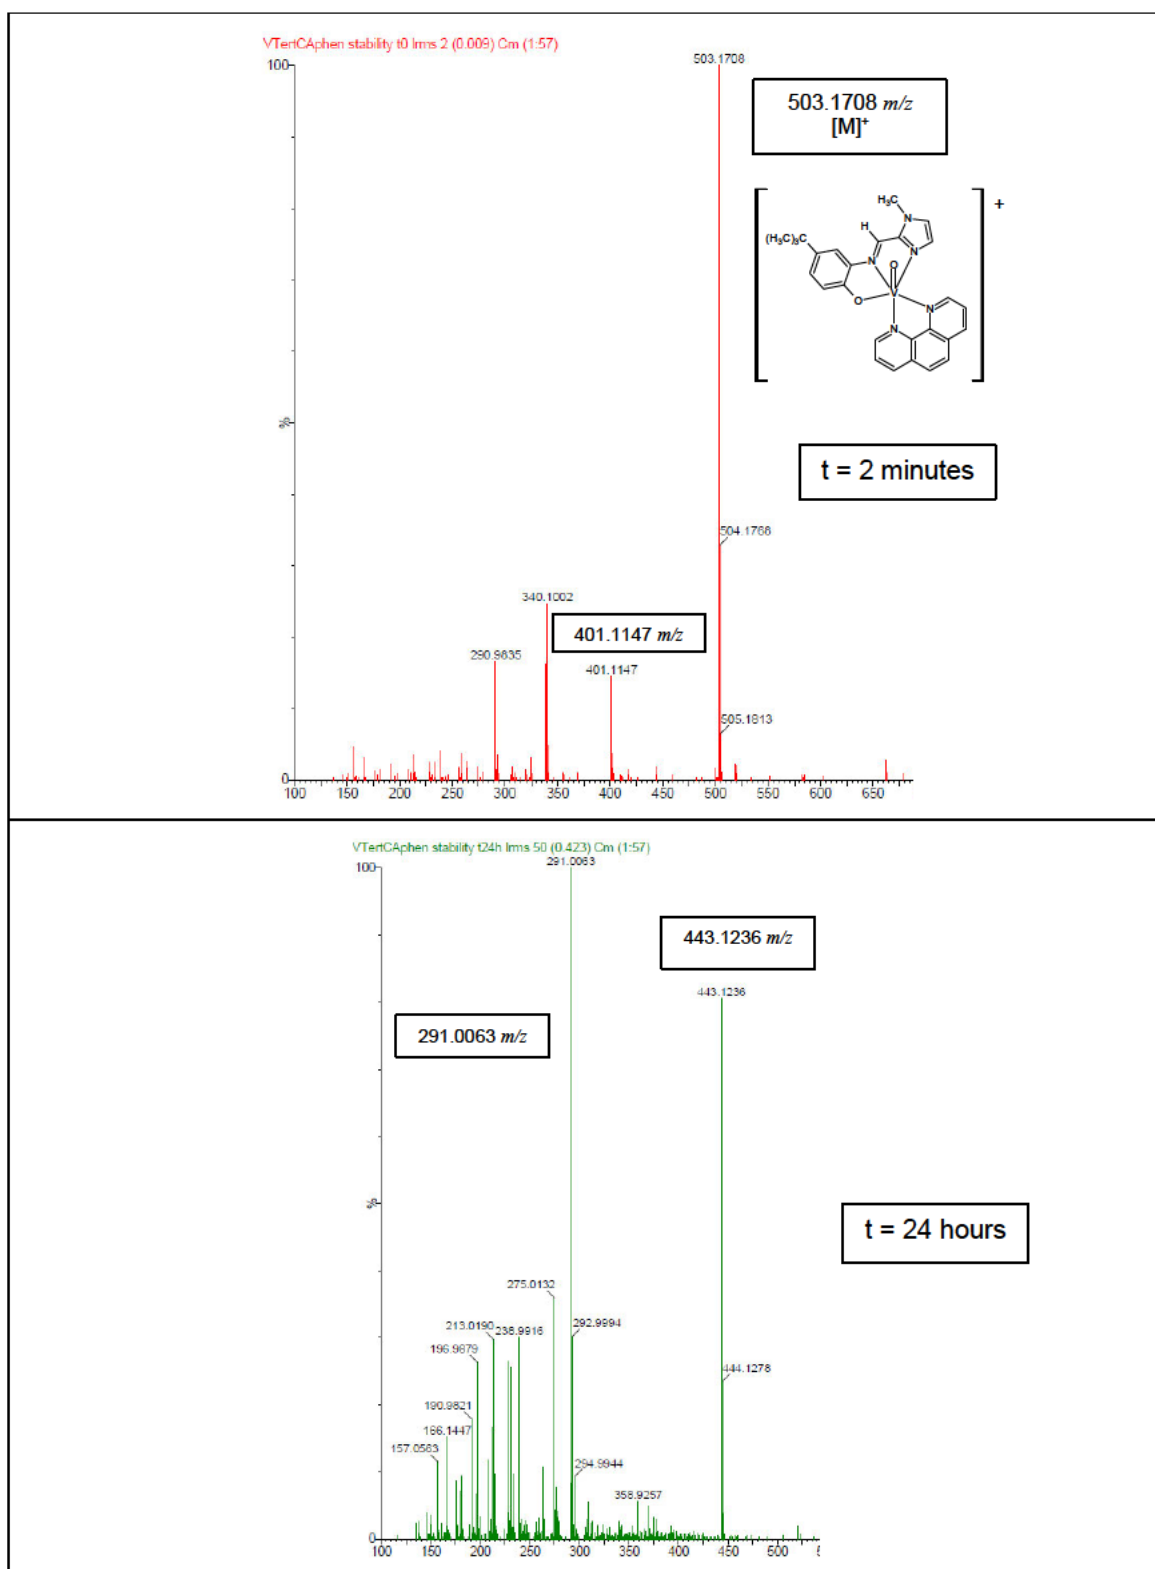 VTertCAphen stability t0 lrms 2 (0.009) Cm (1:57)
100
503.1708
503.1708 m/z
[M]+
+
H₃C
N
H
(H₃C)₃C
N
N
O
O
V
N
N
%
t = 2 minutes
504.1766
340.1002
401.1147 m/z
290.9835
401.1147
505.1813
0
100 150 200 250 300 350 400 450 500 550 600 650
VTertCAphen stability t24h lrms 50 (0.423) Cm (1:57)
291.0063
100
443.1236 m/z
443.1236
291.0063 m/z
%
t = 24 hours
275.0132
213.0190
238.9916
292.9994
196.9879
444.1278
190.9821
166.1447
157.0563
294.9944
358.9257
0
100 150 200 250 300 350 400 450 500